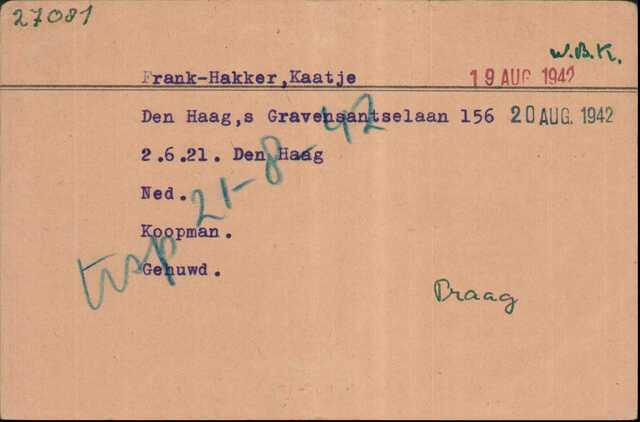 27081
W.B.K.
Frank-Hakker,Kaatje 19 AUG 1942
Den Haag,s Gravensantselaan 156 20 AUG. 1942
2.6.21. Den Haag
Ned.
Koopman.
Gehuwd.
trsp 21-8-42
Praag